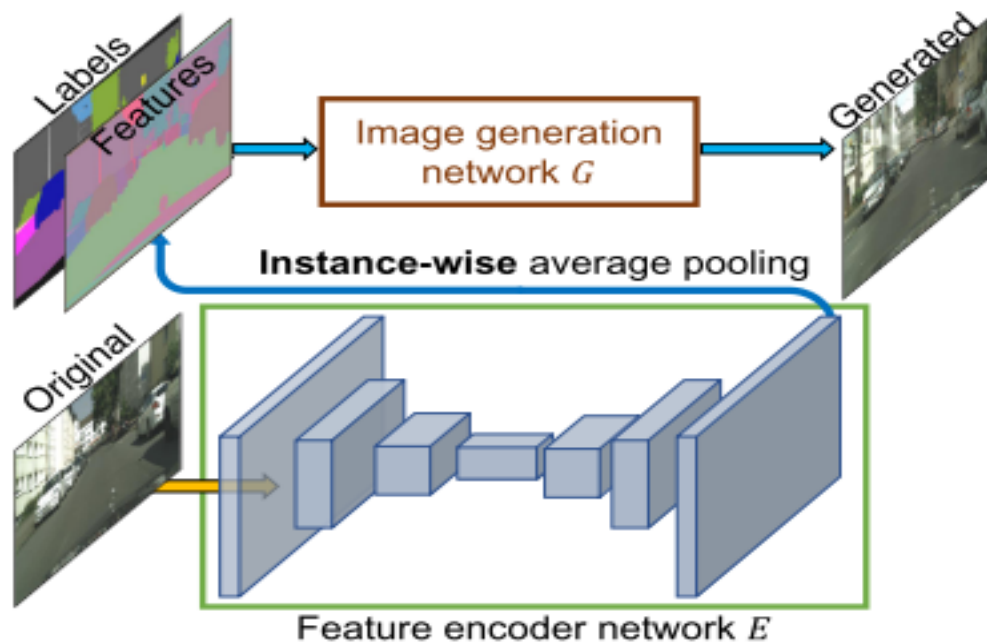 Labels
Features
Image generation
network G
Generated
Instance-wise average pooling
Original
Feature encoder network E